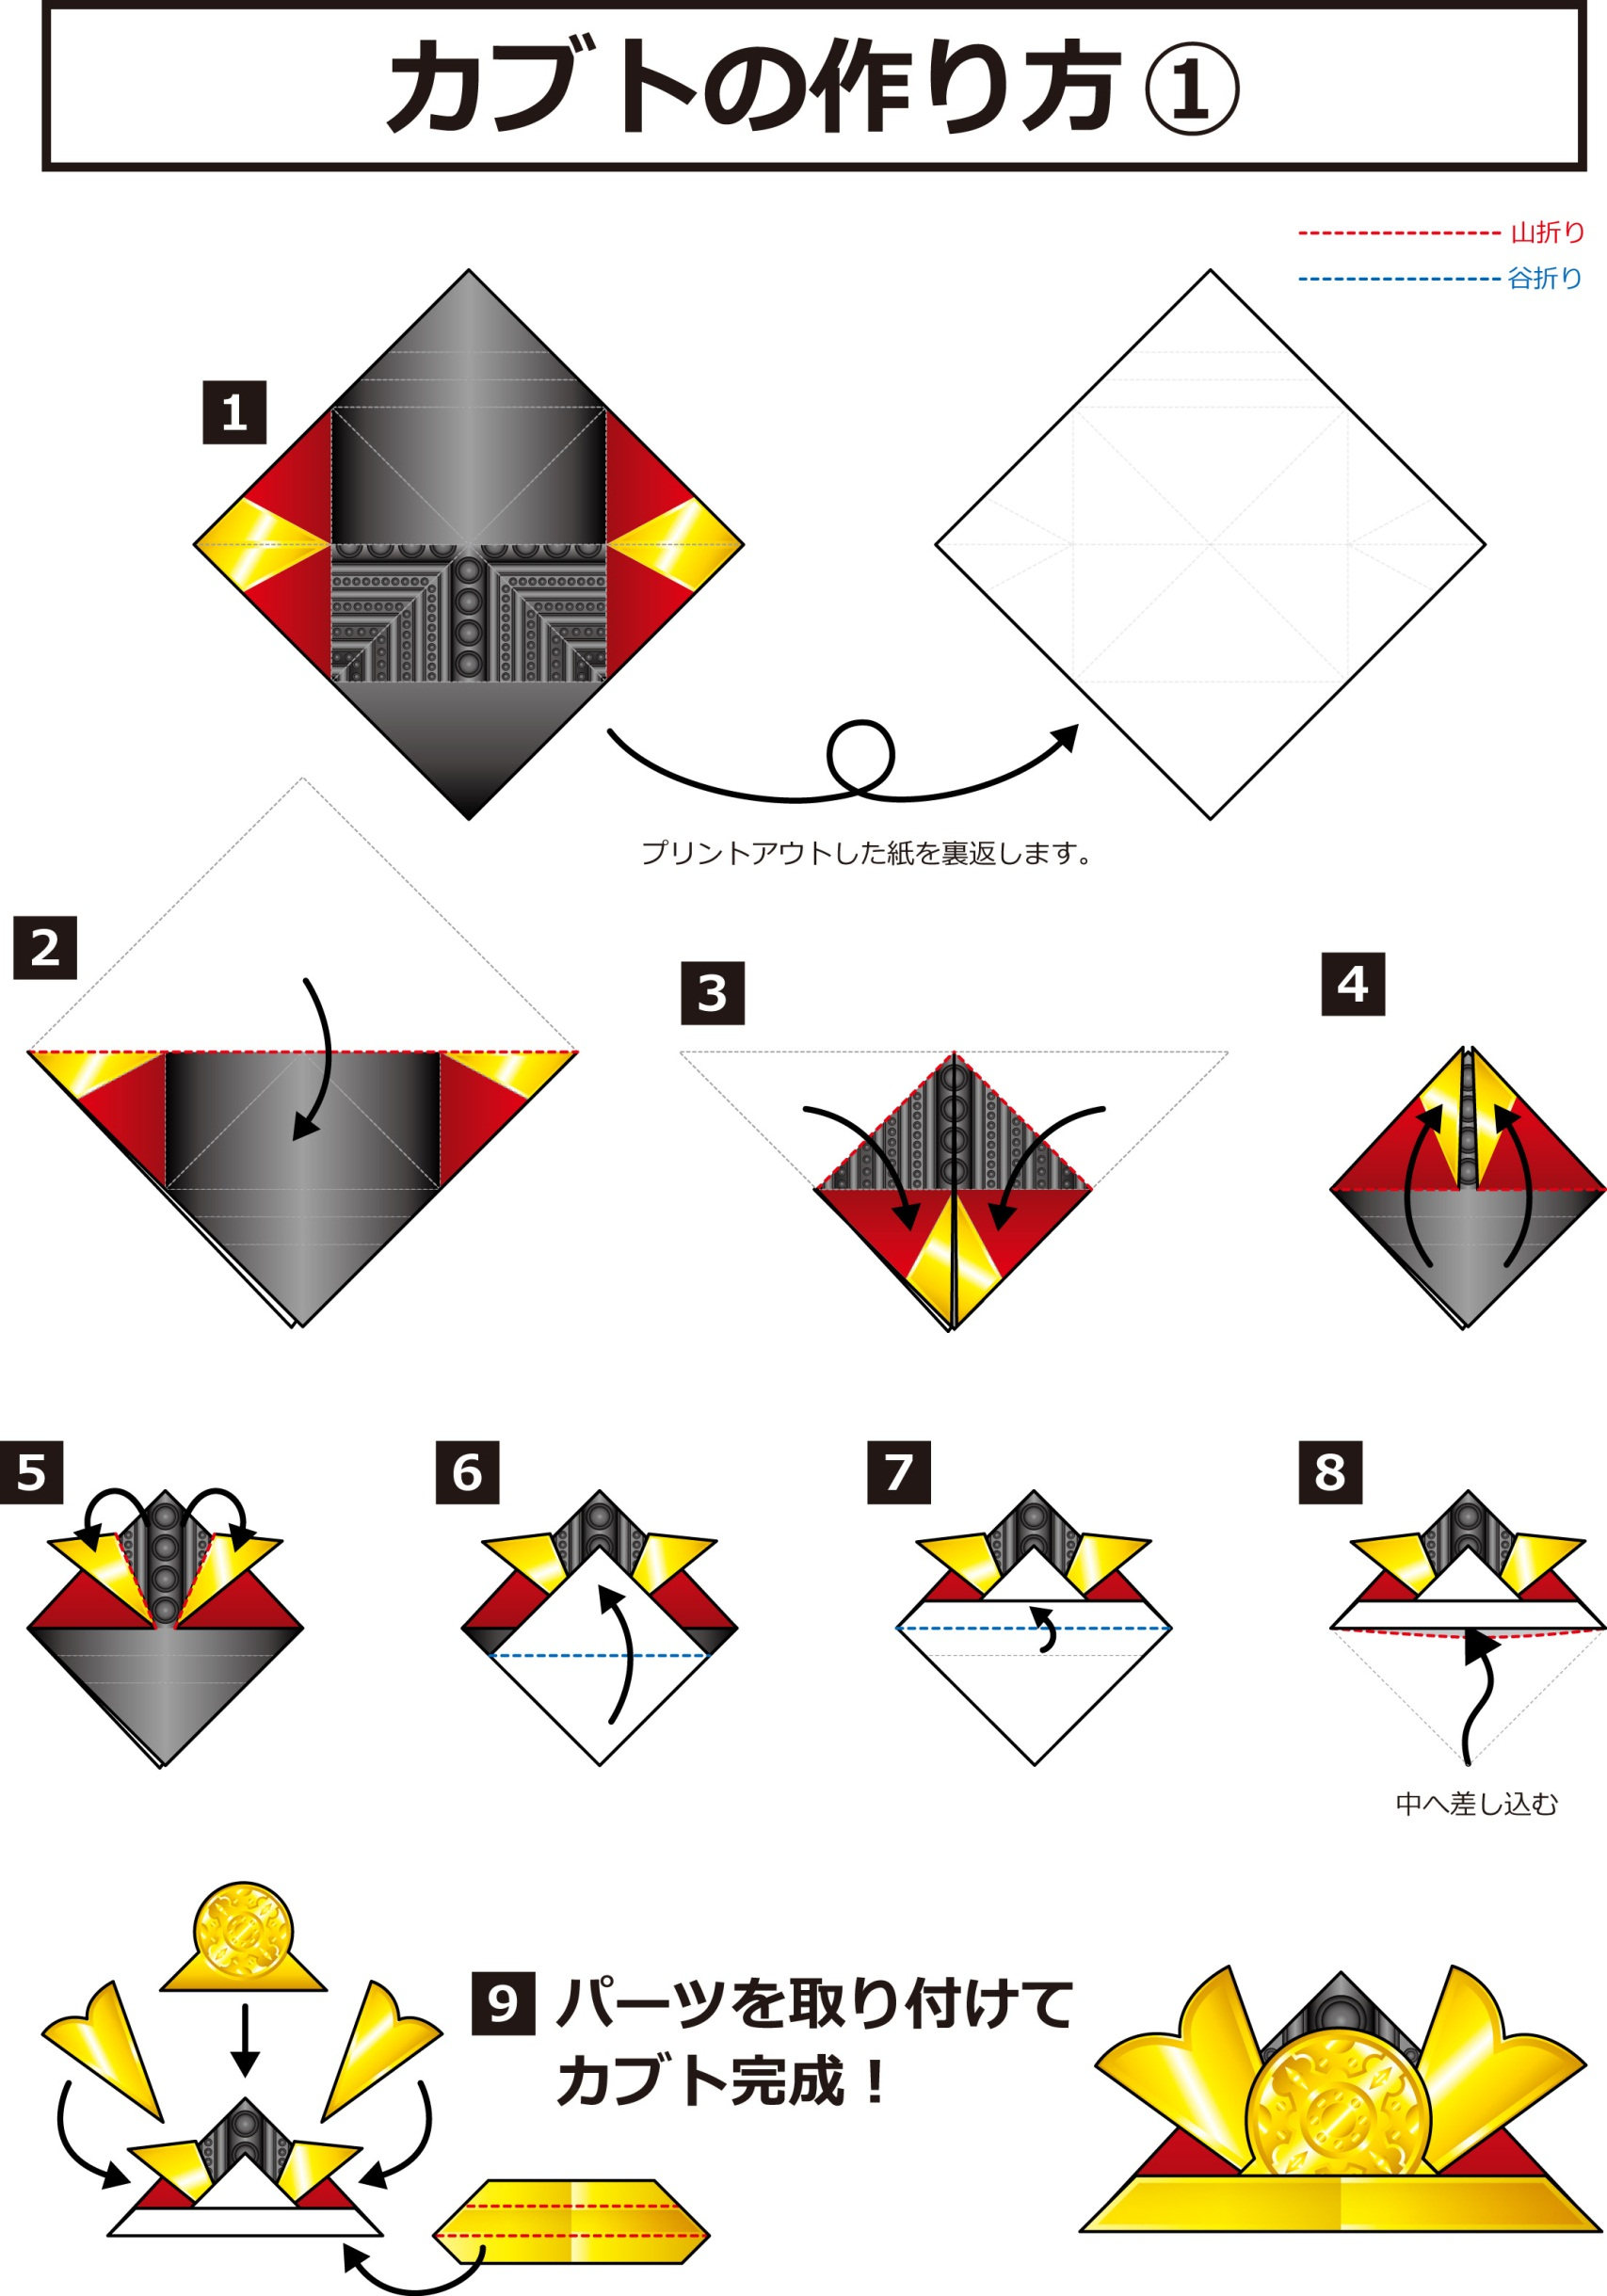 カブトの作り方①
山折り
谷折り
1
プリントアウトした紙を裏返します。
2
3
4
5
6
7
8
中へ差し込む
9 パーツを取り付けて
カブト完成！